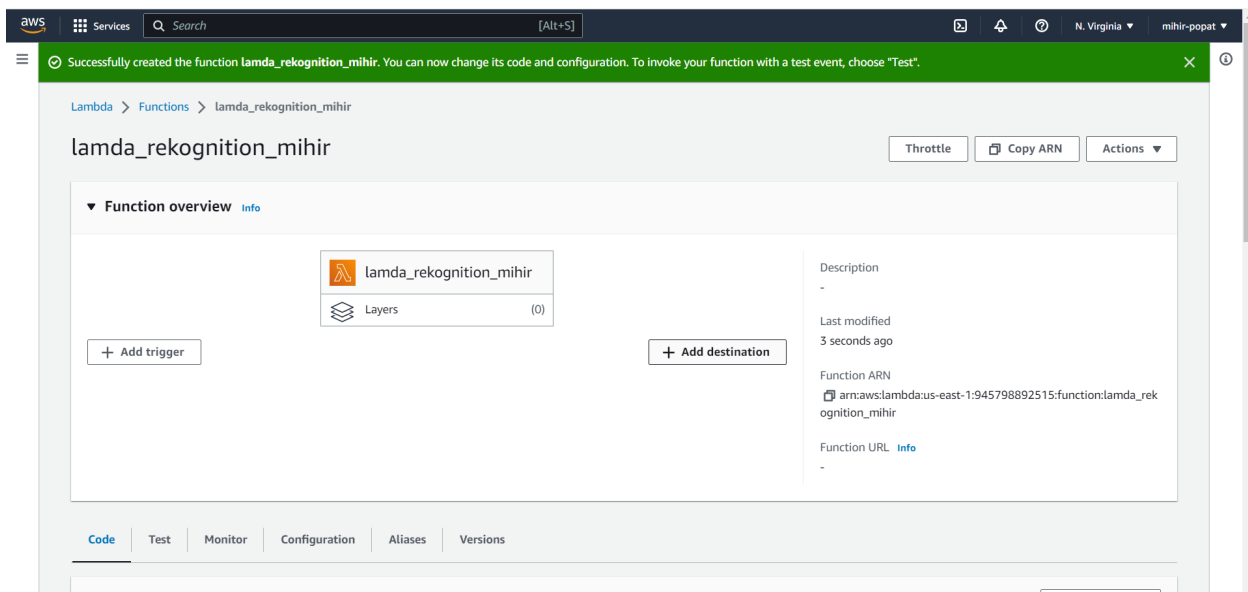 aws Services Search [Alt+S] N. Virginia mihir-popat
Successfully created the function lamda_rekognition_mihir. You can now change its code and configuration. To invoke your function with a test event, choose "Test".
Lambda > Functions > lamda_rekognition_mihir
lamda_rekognition_mihir
Throttle Copy ARN Actions
Function overview Info
lamda_rekognition_mihir
Layers (0)
+ Add trigger
+ Add destination
Description
-
Last modified
3 seconds ago
Function ARN
arn:aws:lambda:us-east-1:945798892515:function:lamda_rek
ognition_mihir
Function URL Info
-
Code Test Monitor Configuration Aliases Versions